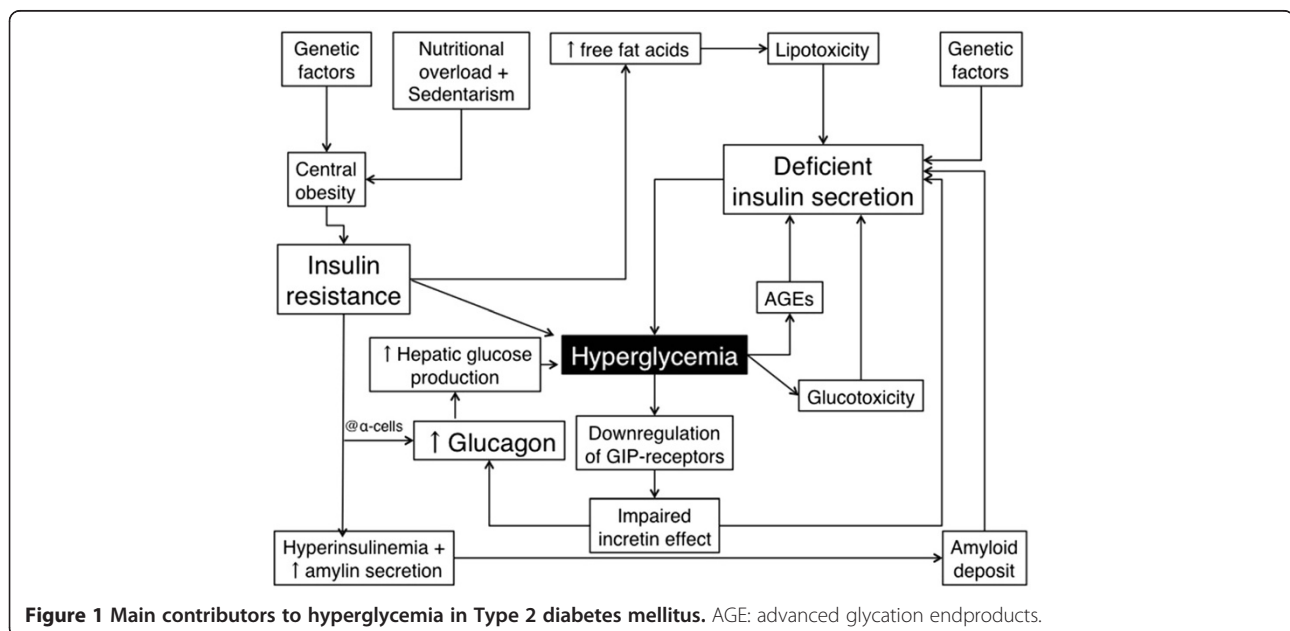 Genetic
factors
Nutritional
overload +
Sedentarism
↑ free fat acids
Lipotoxicity
Genetic
factors
Central
obesity
Deficient
insulin secretion
Insulin
resistance
AGEs
↑ Hepatic glucose
production
Hyperglycemia
Glucotoxicity
@α-cells
↑ Glucagon
Downregulation
of GIP-receptors
Impaired
incretin effect
Hyperinsulinemia +
↑ amylin secretion
Amyloid
deposit
Figure 1 Main contributors to hyperglycemia in Type 2 diabetes mellitus. AGE: advanced glycation endproducts.